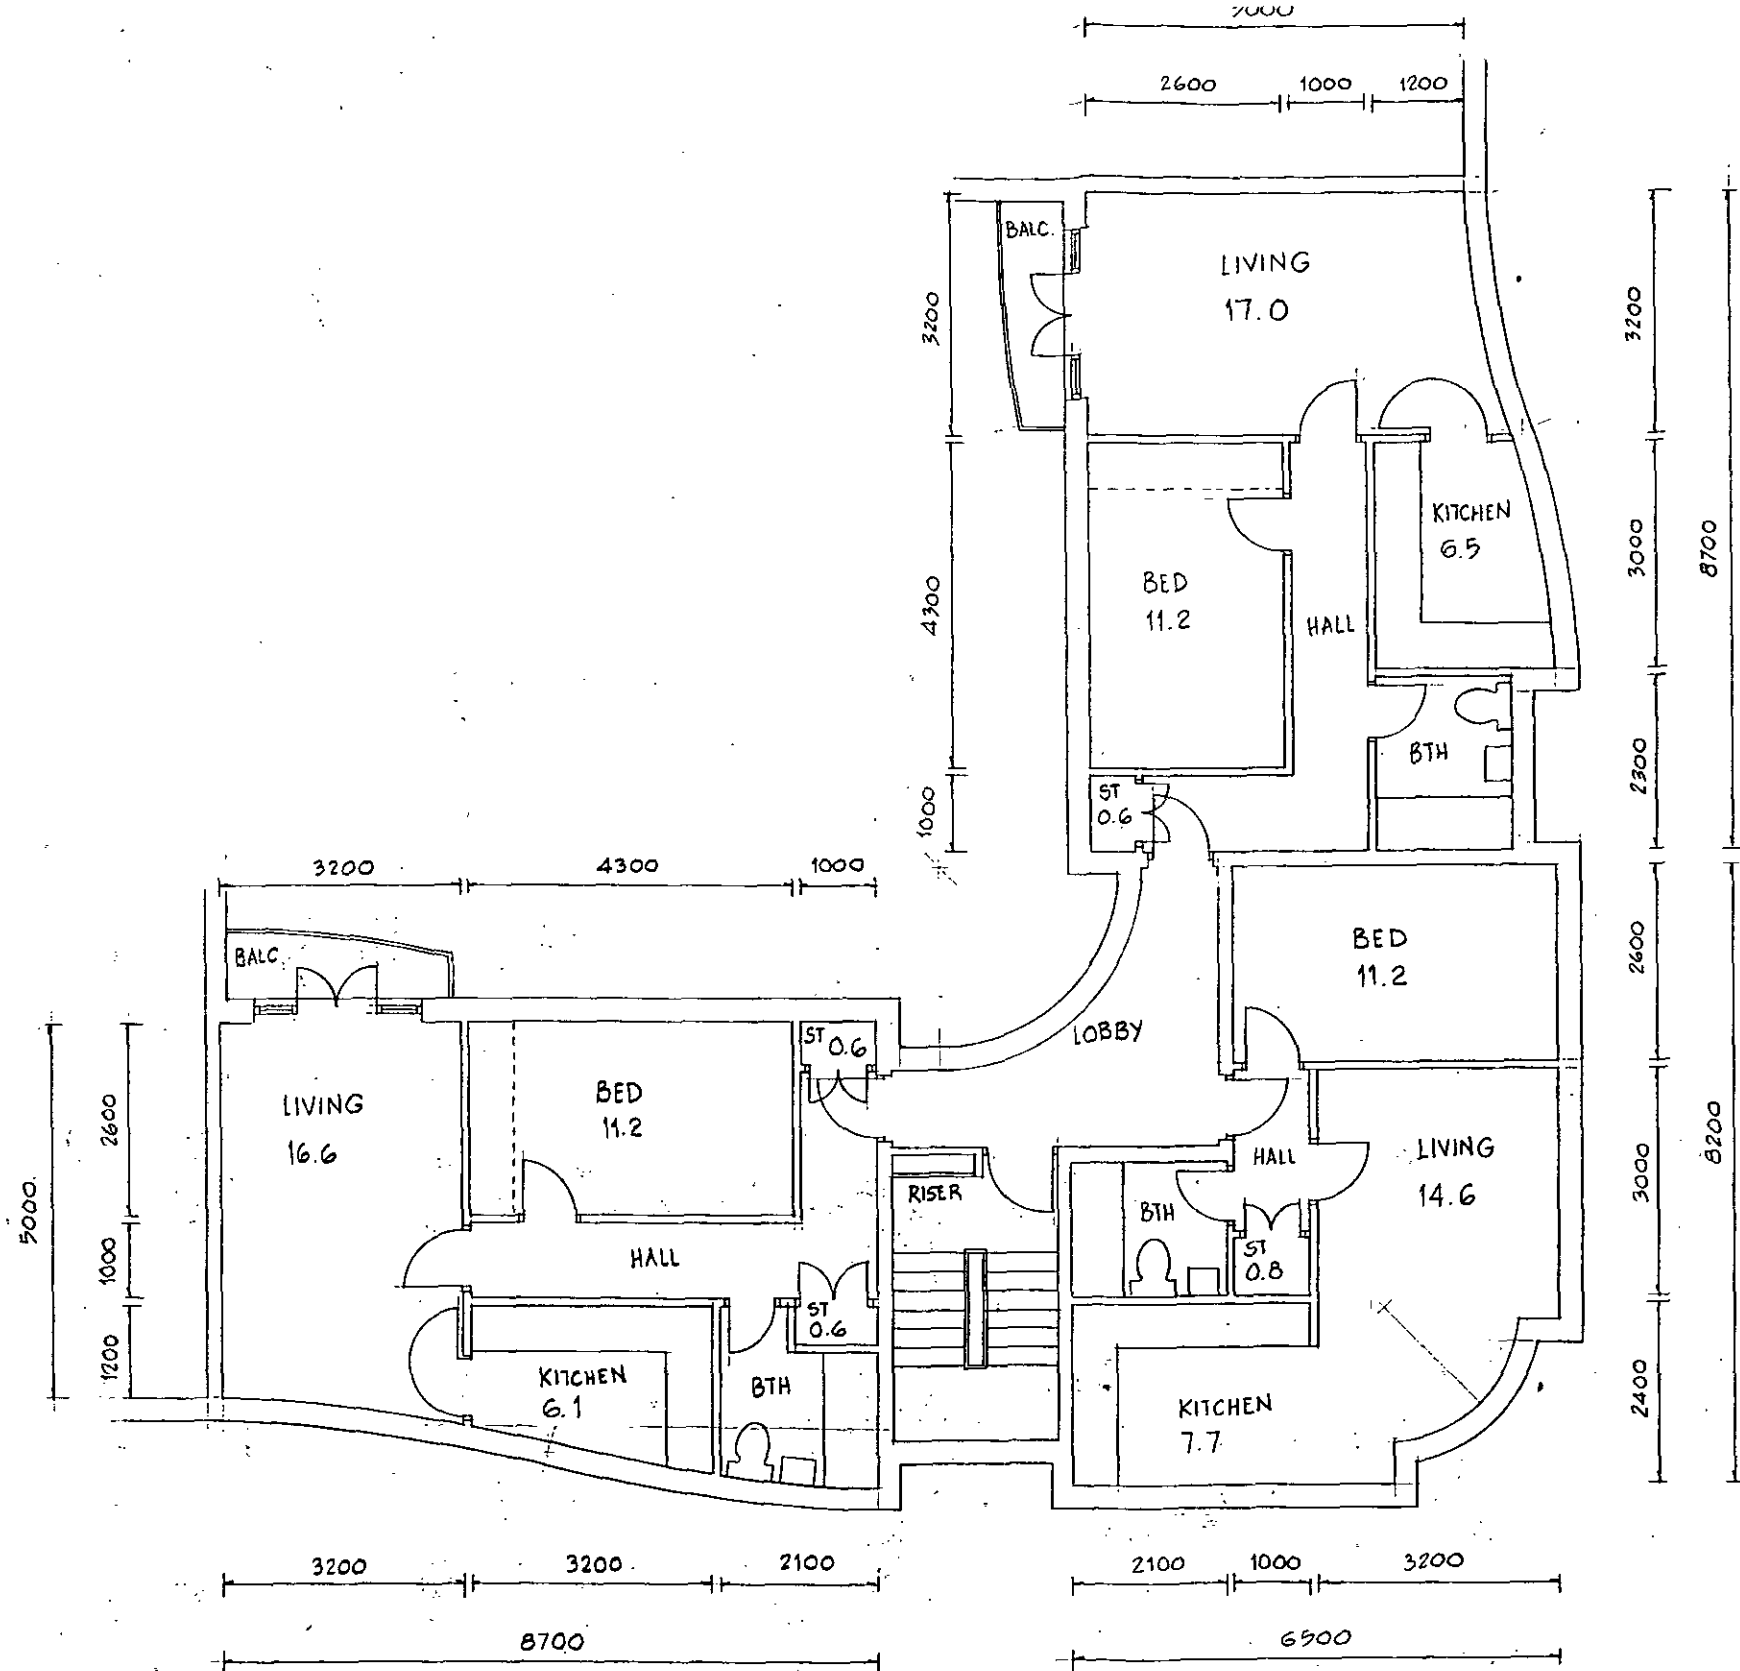 2600 1000 1200
BALC.
LIVING
17.0
3200
3200
KITCHEN
6.5
3000
8700
BED
11.2
4300
HALL
BTH
2300
ST
0.6
1000
3200 4300 1000
BED
11.2
2600
BALC.
LOBBY
ST 0.6
LIVING
16.6
BED
11.2
2600
5000
HALL
LIVING
14.6
3000
8200
RISER
BTH
ST
0.8
HALL
1000
ST
0.6
1200
KITCHEN
6.1
BTH
KITCHEN
7.7
2400
3200 3200 2100 2100 1000 3200
8700 6500